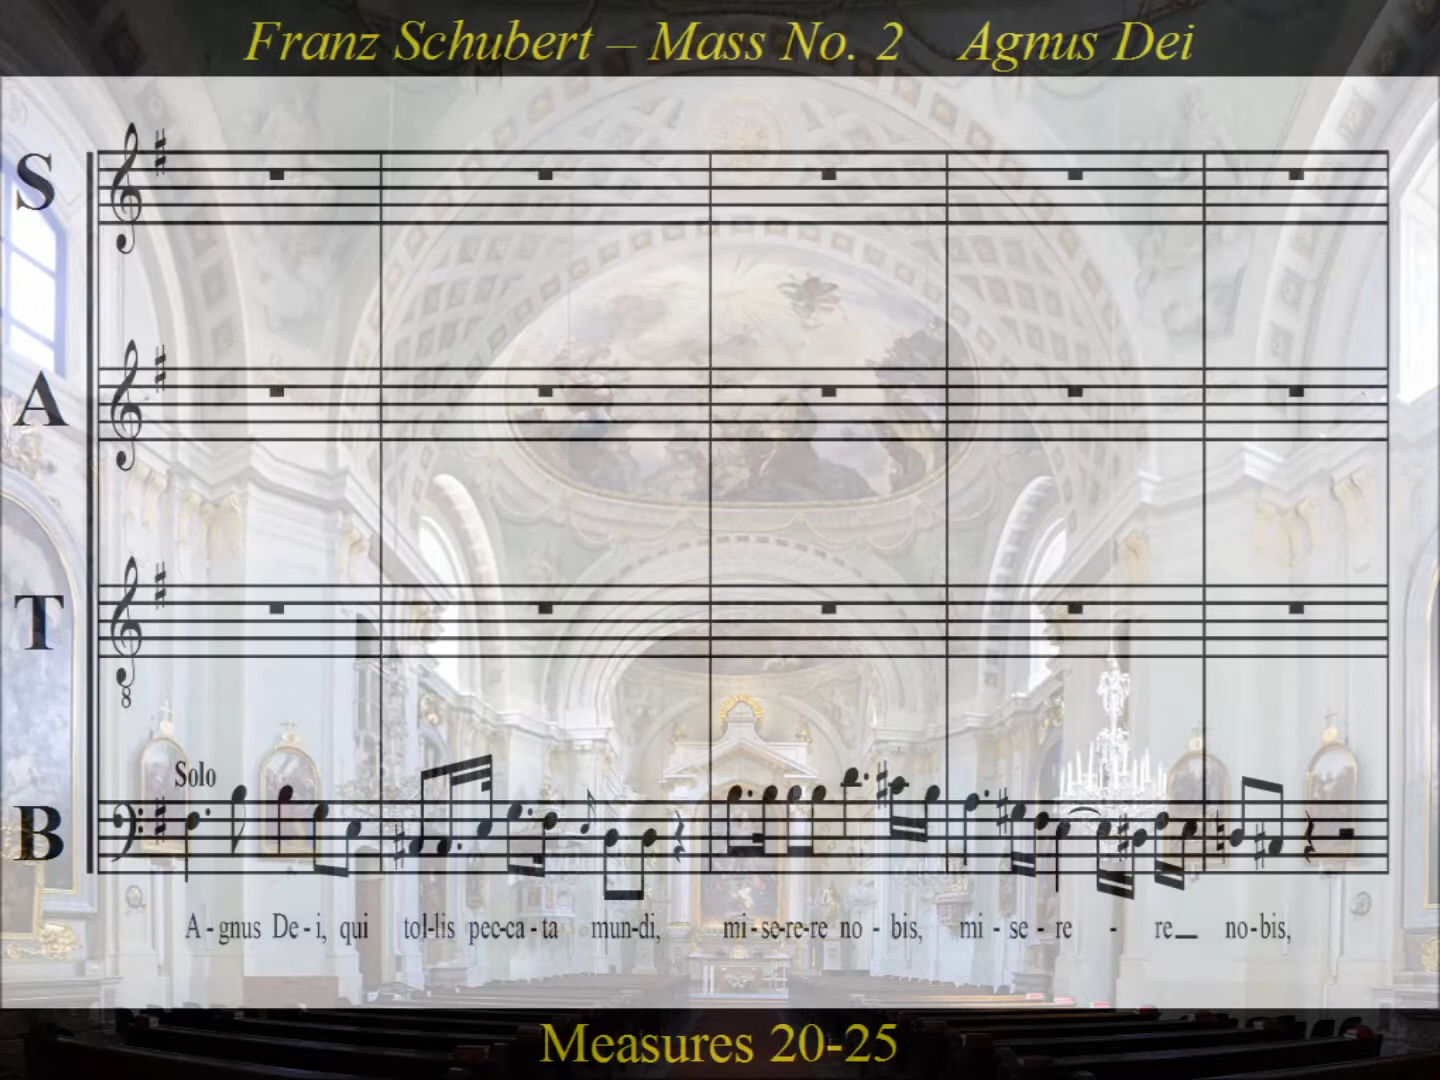 Franz Schubert – Mass No. 2 Agnus Dei
S
A
T
8
Solo
B
A - gnus De - i, qui tol-lis pec-ca - ta mun-di, mi - se-re-re no - bis, mi - se - re - re no-bis,
Measures 20-25